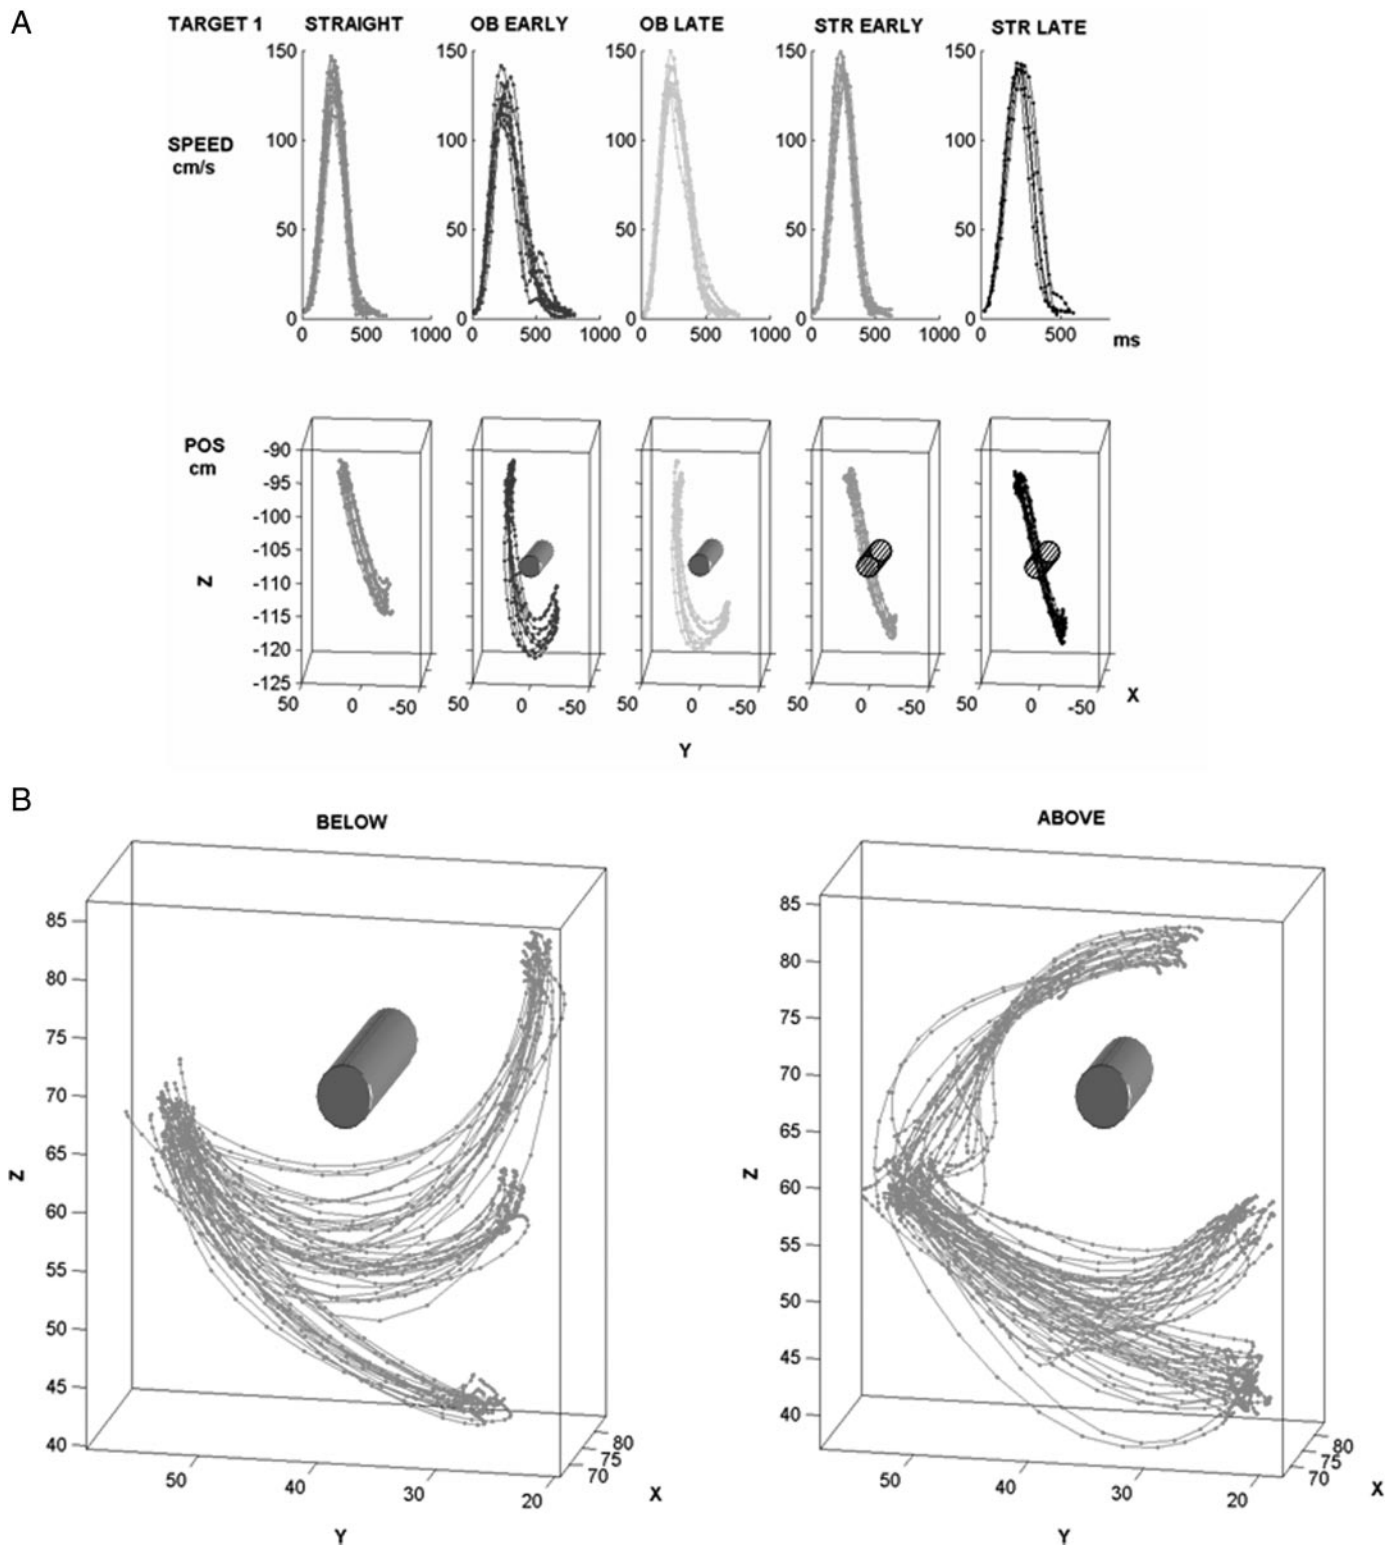 A
TARGET 1 STRAIGHT OB EARLY OB LATE STR EARLY STR LATE
150 150 150 150 150
100 100 100 100 100
SPEED
cm/s
50 50 50 50 50
0 0 0 0 0
0 500 1000 0 500 1000 0 500 1000 0 500 1000 0 500 ms
POS
cm
-90
-95
-100
-105
Z
-110
-115
-120
-125
50 0 -50 50 0 -50 50 0 -50 50 0 -50 50 0 -50 X
Y
B
BELOW ABOVE
85 85
80 80
75 75
70 70
65 65
Z Z
60 60
55 55
50 50
45 45
40 40
80 80
75 75
70 70
50 40 30 20 X 50 40 30 20 X
Y Y